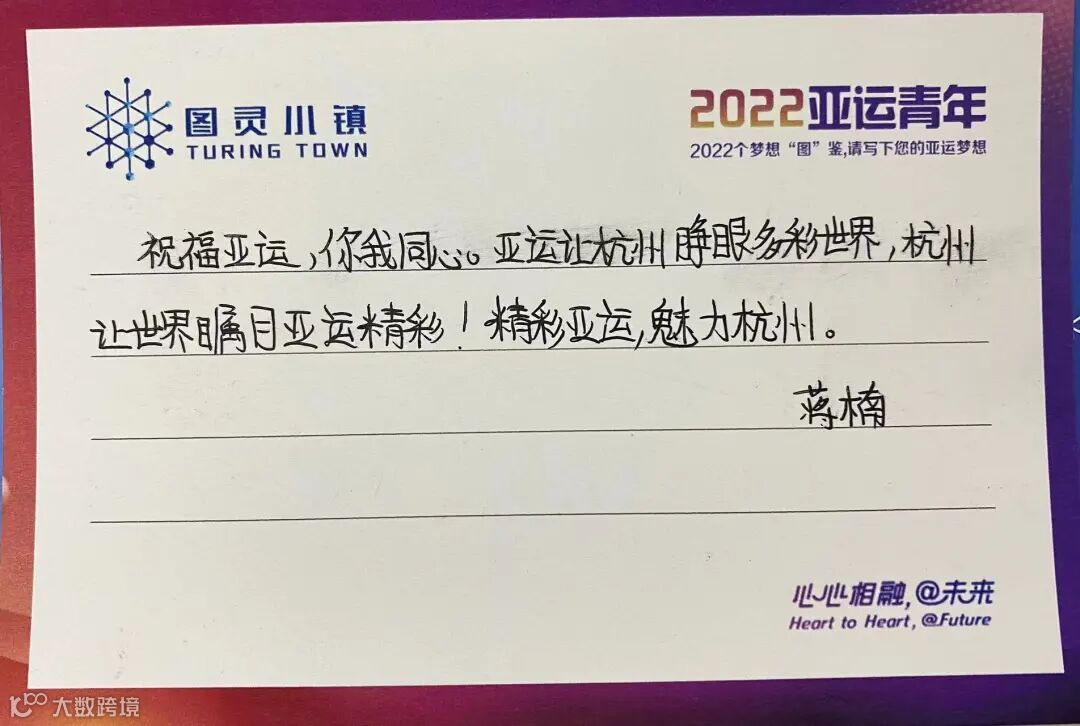 图灵小镇
TURING TOWN
2022亚运青年
2022个梦想“图”鉴,请写下您的亚运梦想
祝福亚运,你我同心。亚运让杭州睁眼多彩世界,杭州
让世界瞩目亚运精彩!精彩亚运,魅力杭州。
蒋楠
心心相融,@未来
Heart to Heart, @Future
大数跨境